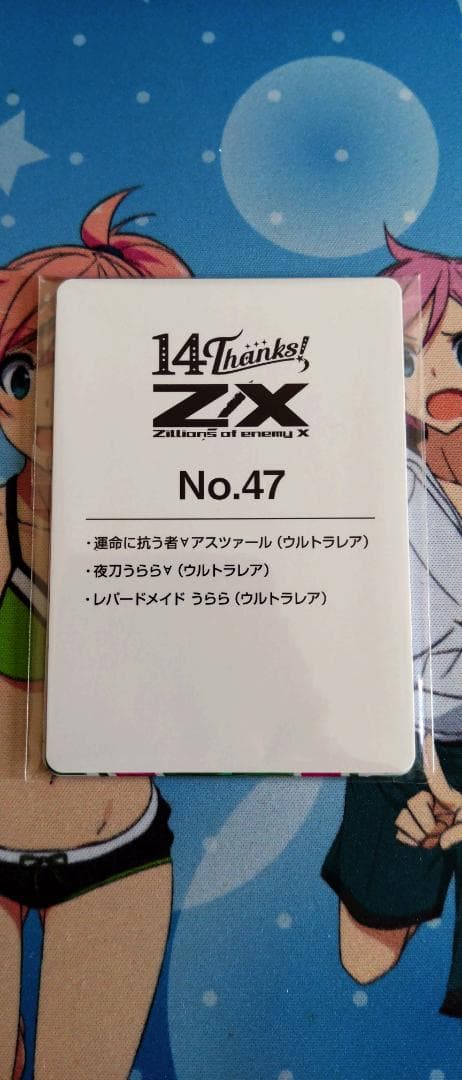 14Thanks!
Z/X
Zillions of enemy X
No.47
・運命に抗う者∀アスツァール（ウルトラレア）
・夜刀うらら∀（ウルトラレア）
・レパードメイド うらら（ウルトラレア）